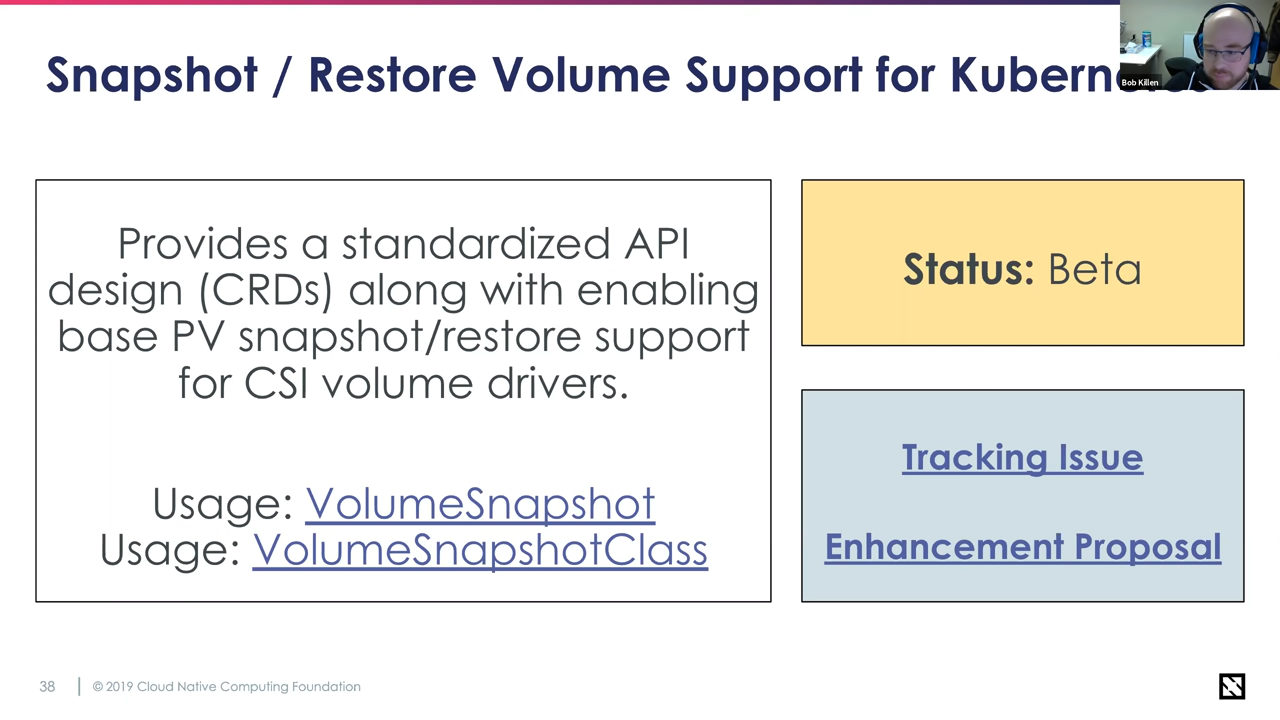 Snapshot / Restore Volume Support for Kubern
Bob Killen
Provides a standardized API
design (CRDs) along with enabling
base PV snapshot/restore support
for CSI volume drivers.
Usage: VolumeSnapshot
Usage: VolumeSnapshotClass
Status: Beta
Tracking Issue
Enhancement Proposal
38
© 2019 Cloud Native Computing Foundation